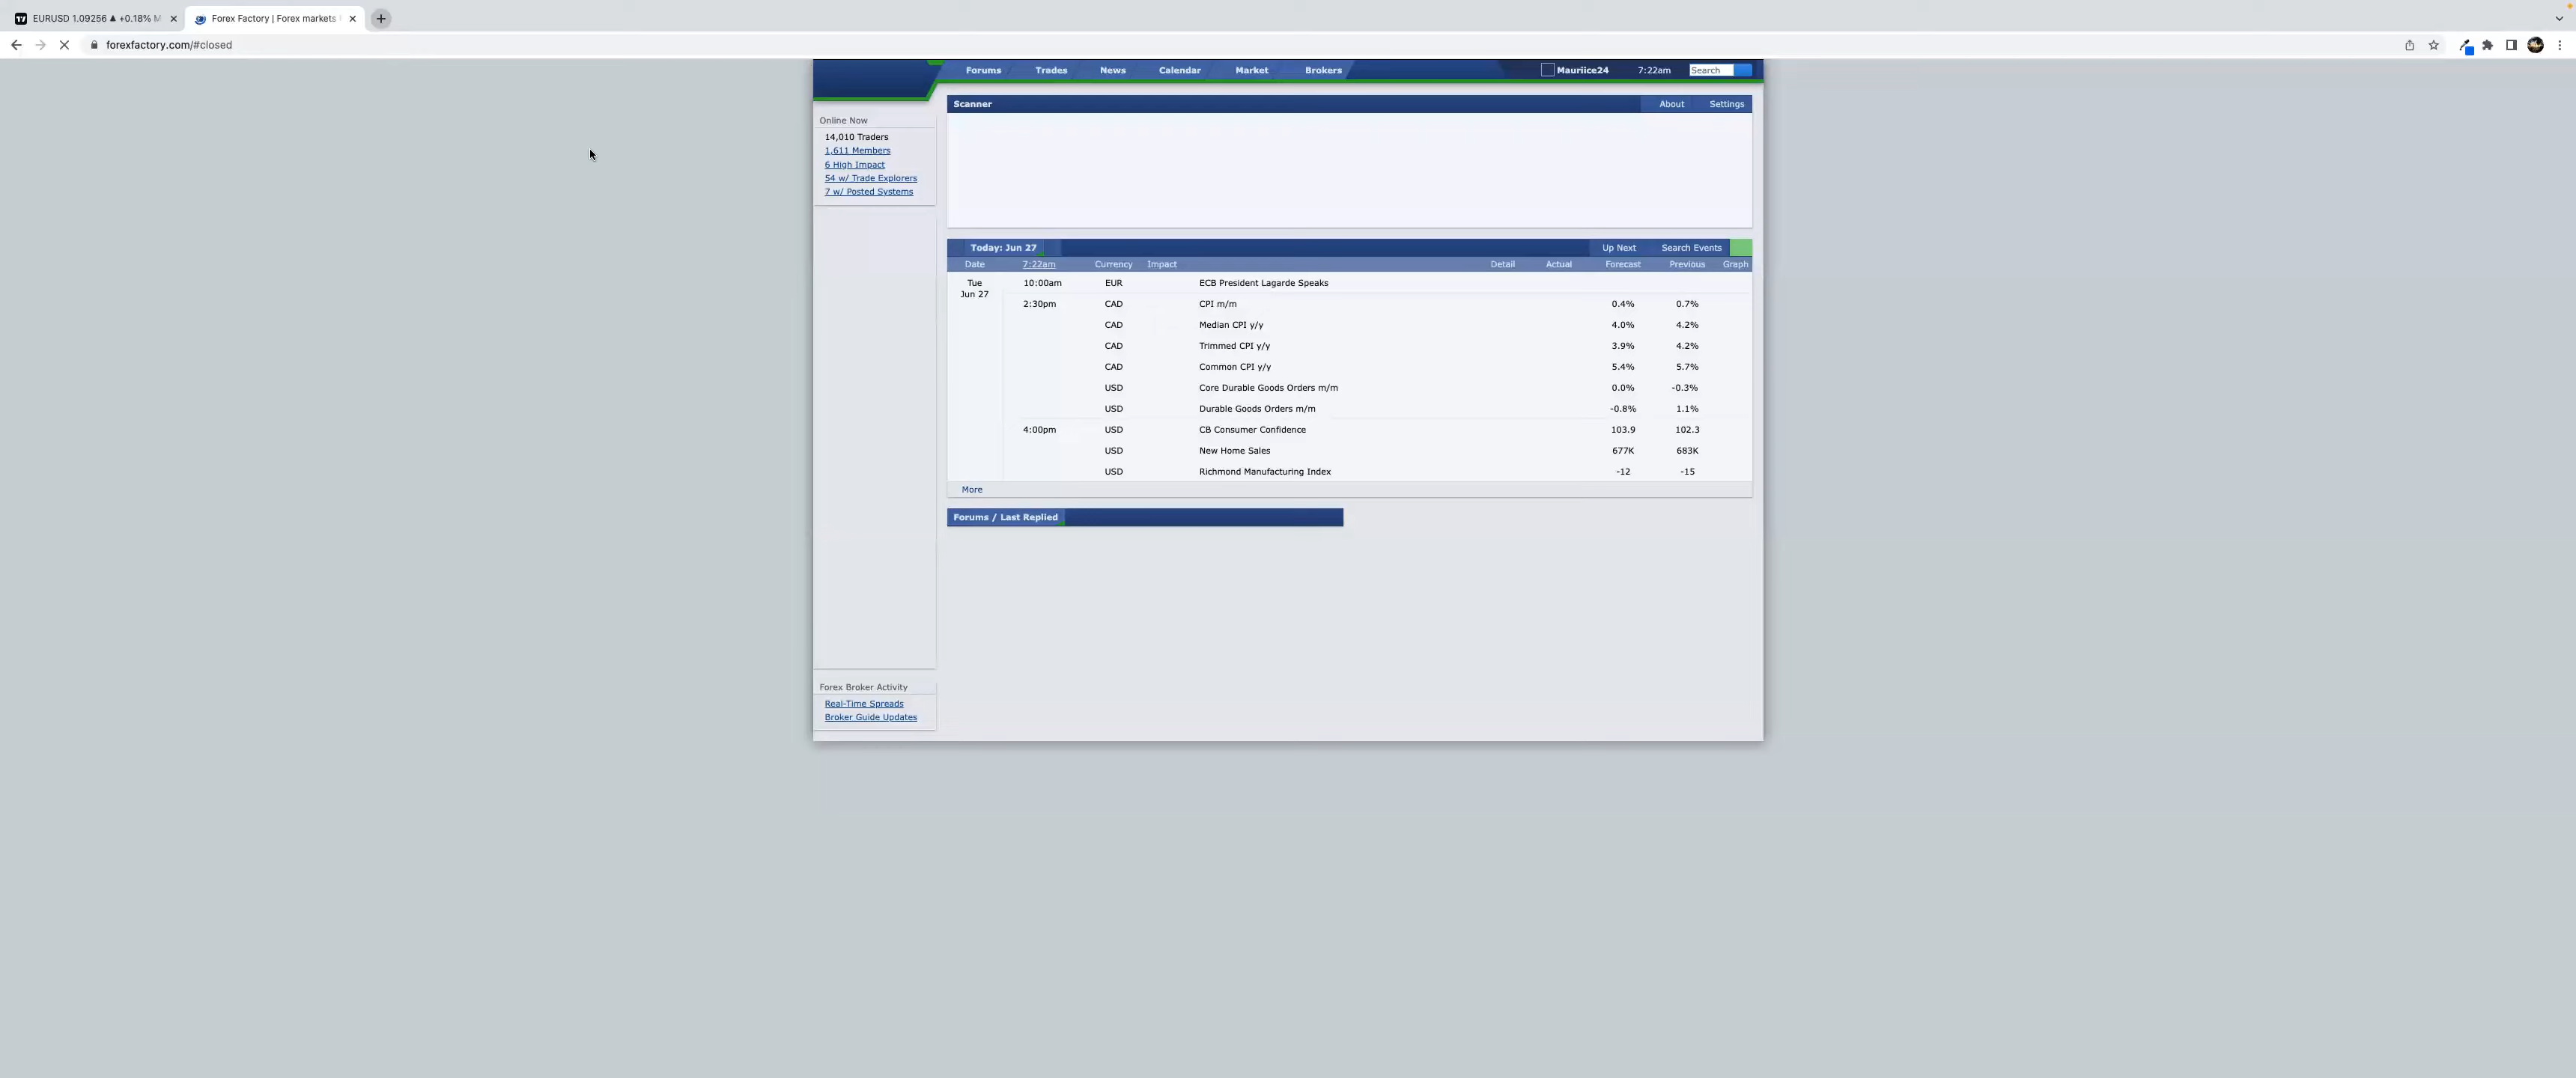 EURUSD 1.09256 ▲ +0.18%
Forex Factory | Forex markets
forexfactory.com/#closed
Forums Trades News Calendar Market Brokers Mauriice24 7:22am Search
Online Now
14,010 Traders
1,611 Members
6 High Impact
54 w/ Trade Explorers
7 w/ Posted Systems
Scanner About Settings
Today: Jun 27 Up Next Search Events
Date 7:22am Currency Impact Detail Actual Forecast Previous Graph
Tue Jun 27 10:00am EUR ECB President Lagarde Speaks
2:30pm CAD CPI m/m 0.4% 0.7%
CAD Median CPI y/y 4.0% 4.2%
CAD Trimmed CPI y/y 3.9% 4.2%
CAD Common CPI y/y 5.4% 5.7%
USD Core Durable Goods Orders m/m 0.0% -0.3%
USD Durable Goods Orders m/m -0.8% 1.1%
4:00pm USD CB Consumer Confidence 103.9 102.3
USD New Home Sales 677K 683K
USD Richmond Manufacturing Index -12 -15
More
Forums / Last Replied
Forex Broker Activity
Real-Time Spreads
Broker Guide Updates